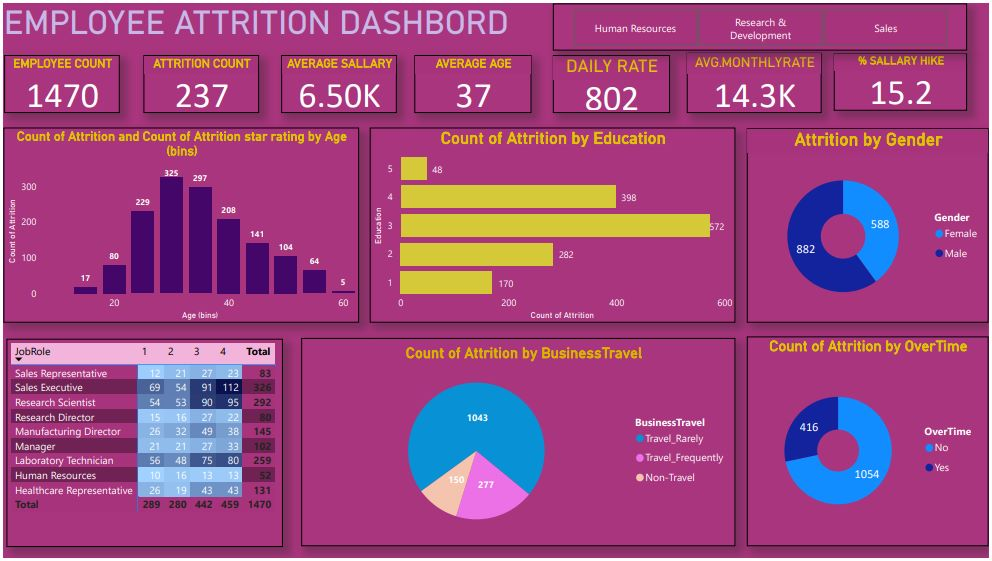 EMPLOYEE ATTRITION DASHBORD
Human Resources
Research &
Development
Sales
EMPLOYEE COUNT
1470
ATTRITION COUNT
237
AVERAGE SALLARY
6.50K
AVERAGE AGE
37
DAILY RATE
802
AVG.MONTHLYRATE
14.3K
% SALLARY HIKE
15.2
Count of Attrition and Count of Attrition star rating by Age
(bins)
Count of Attrition
300
200
100
0
17
80
229
325
297
208
141
104
64
5
20
40
60
Age (bins)
Count of Attrition by Education
Education
5
48
4
398
3
572
2
282
1
170
0
200
400
600
Count of Attrition
Attrition by Gender
588
882
Gender
Female
Male
JobRole 1 2 3 4 Total
Sales Representative 12 21 27 23 83
Sales Executive 69 54 91 112 326
Research Scientist 54 53 90 95 292
Research Director 15 16 27 22 80
Manufacturing Director 26 32 49 38 145
Manager 21 21 27 33 102
Laboratory Technician 56 48 75 80 259
Human Resources 10 16 13 13 52
Healthcare Representative 26 19 43 43 131
Total 289 280 442 459 1470
Count of Attrition by BusinessTravel
1043
150
277
BusinessTravel
Travel_Rarely
Travel_Frequently
Non-Travel
Count of Attrition by OverTime
416
1054
OverTime
No
Yes